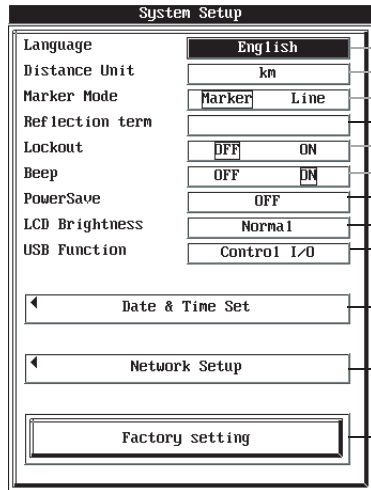 System Setup
Language English
Distance Unit km
Marker Mode Marker Line
Reflection term
Lockout OFF ON
Beep OFF ON
PowerSave OFF
LCD Brightness Normal
USB Function Control I/O
Date & Time Set
Network Setup
Factory setting